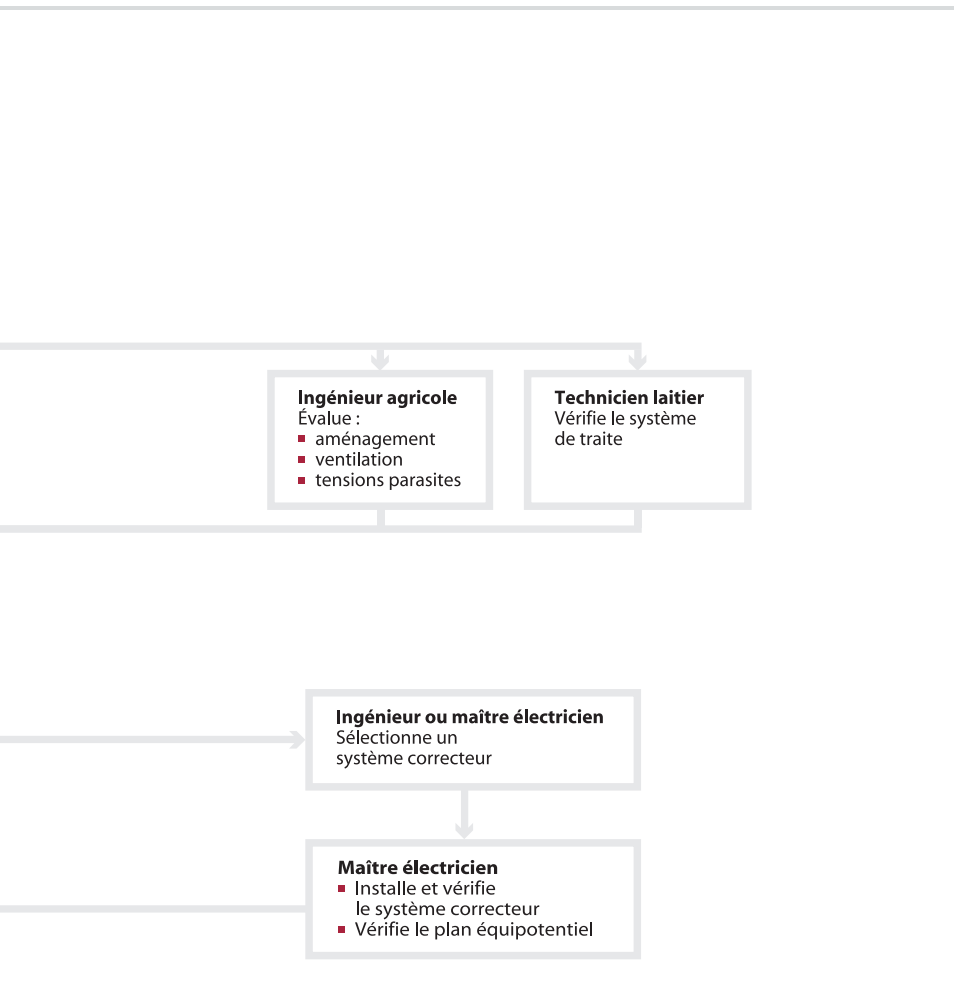 Ingénieur agricole
Évalue :
▪ aménagement
▪ ventilation
▪ tensions parasites
Technicien laitier
Vérifie le système
de traite
Ingénieur ou maître électricien
Sélectionne un
système correcteur
Maître électricien
▪ Installe et vérifie
le système correcteur
▪ Vérifie le plan équipotentiel